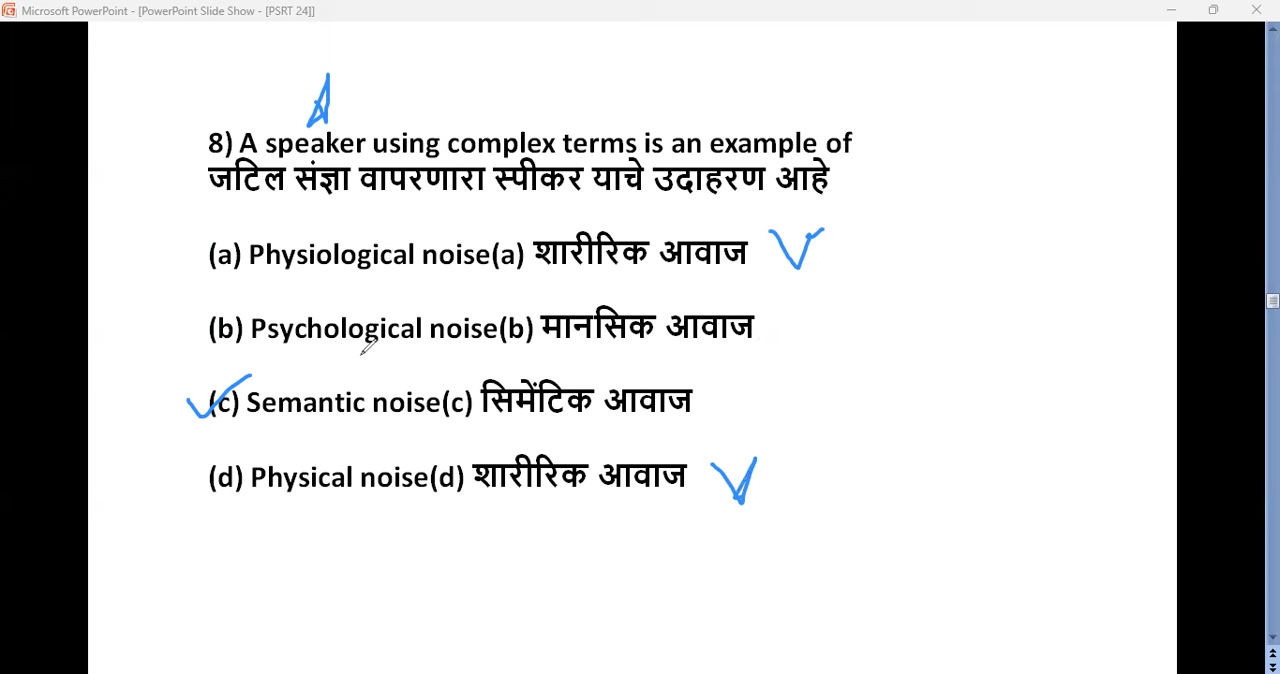 Microsoft PowerPoint - [PowerPoint Slide Show - [PSRT 24]]
8) A speaker using complex terms is an example of
जटिल संज्ञा वापरणारा स्पीकर याचे उदाहरण आहे
(a) Physiological noise(a) शारीरिक आवाज
(b) Psychological noise(b) मानसिक आवाज
(c) Semantic noise(c) सिमेंटिक आवाज
(d) Physical noise(d) शारीरिक आवाज